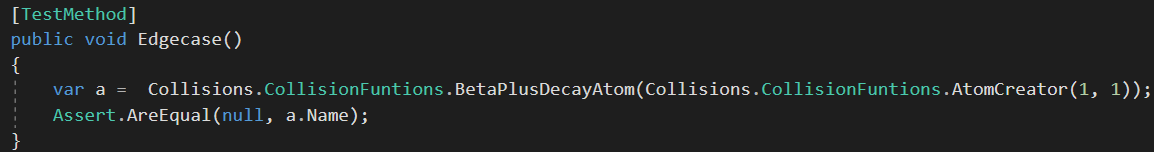 [TestMethod]
public void Edgecase()
{
var a =  Collisions.CollisionFuntions.BetaPlusDecayAtom(Collisions.CollisionFuntions.AtomCreator(1, 1));
Assert.AreEqual(null, a.Name);
}